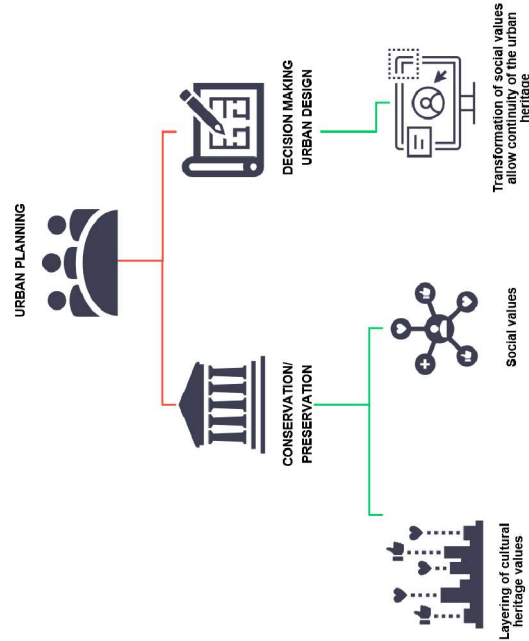 URBAN PLANNING
CONSERVATION/
PRESERVATION
DECISION MAKING
URBAN DESIGN
Layering of cultural
heritage values
Social values
Transformation of social values
allow continuity of the urban
heritage